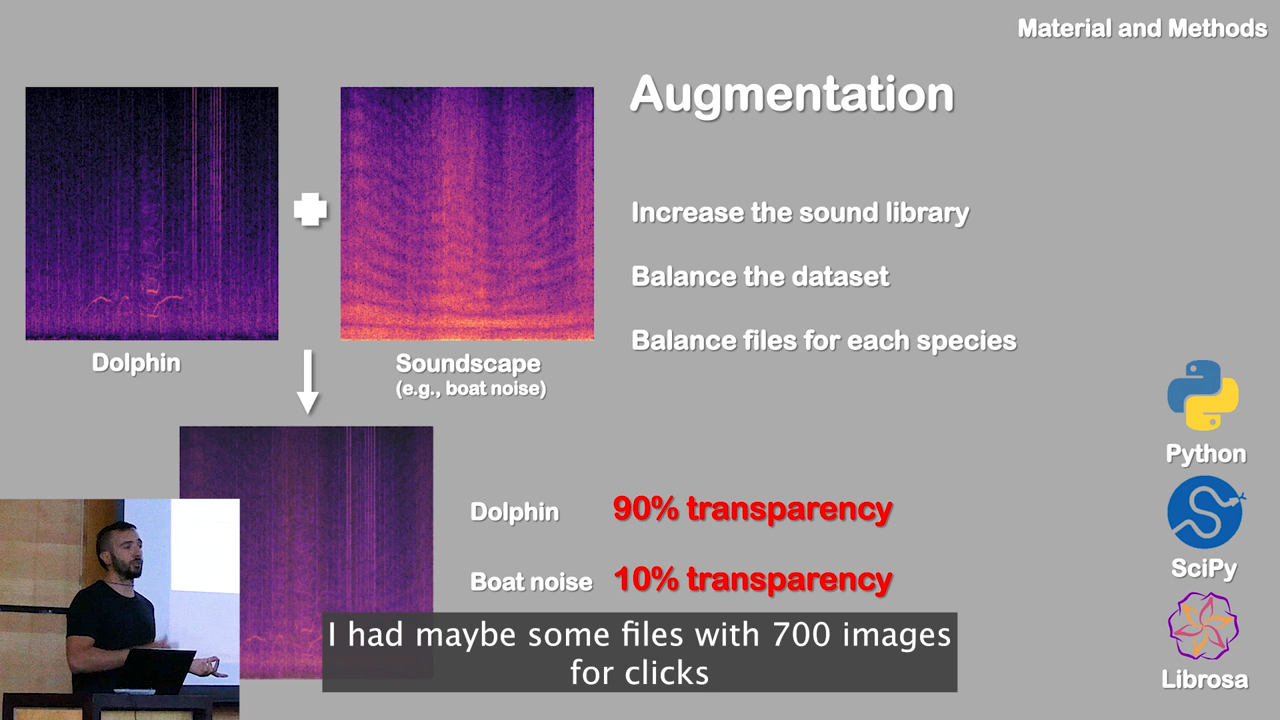 Material and Methods
Augmentation
Increase the sound library
Balance the dataset
Balance files for each species
Dolphin
Soundscape
(e.g., boat noise)
Dolphin 90% transparency
Boat noise 10% transparency
Python
SciPy
Librosa
I had maybe some files with 700 images
for clicks